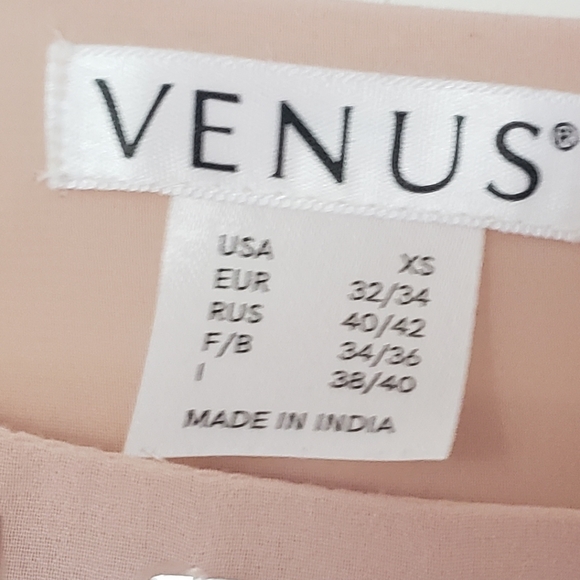 VENUS®
USA XS
EUR 32/34
RUS 40/42
F/B 34/36
I 38/40
MADE IN INDIA